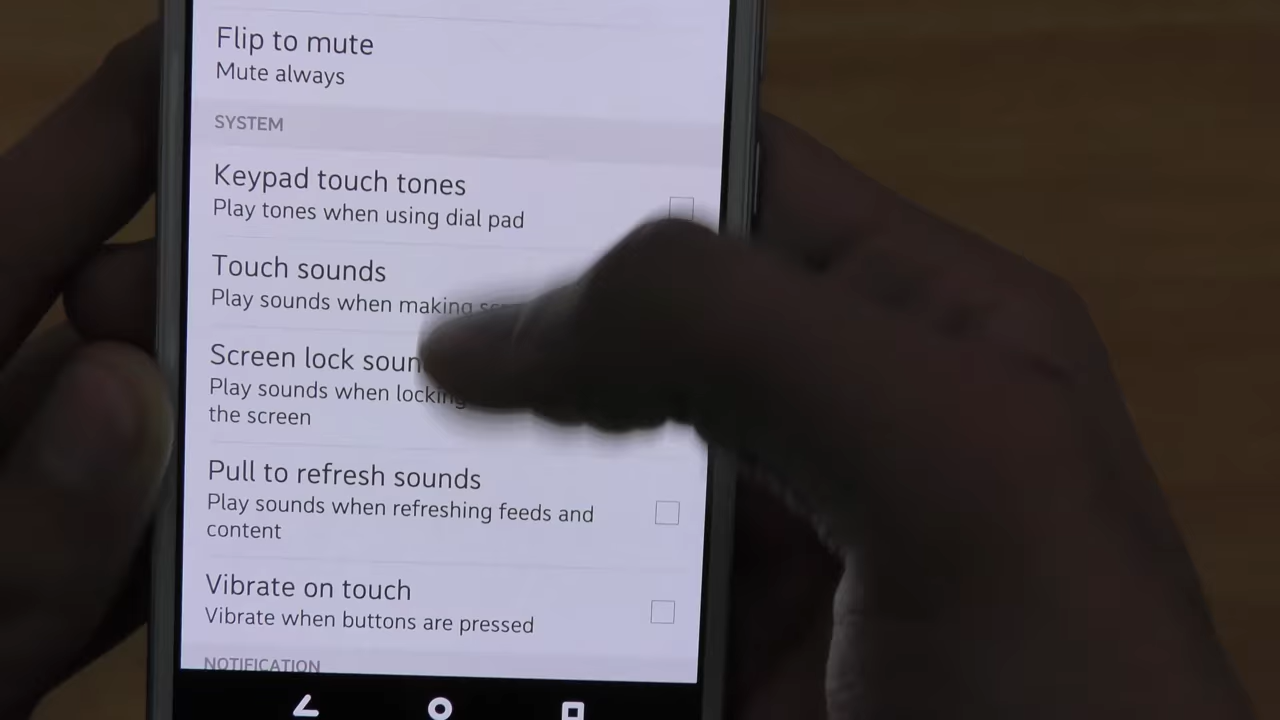 Flip to mute
Mute always
SYSTEM
Keypad touch tones
Play tones when using dial pad
Touch sounds
Play sounds when making
Screen lock
Play sounds when locking
the screen
Pull to refresh sounds
Play sounds when refreshing feeds and
content
Vibrate on touch
Vibrate when buttons are pressed
NOTIFICATION